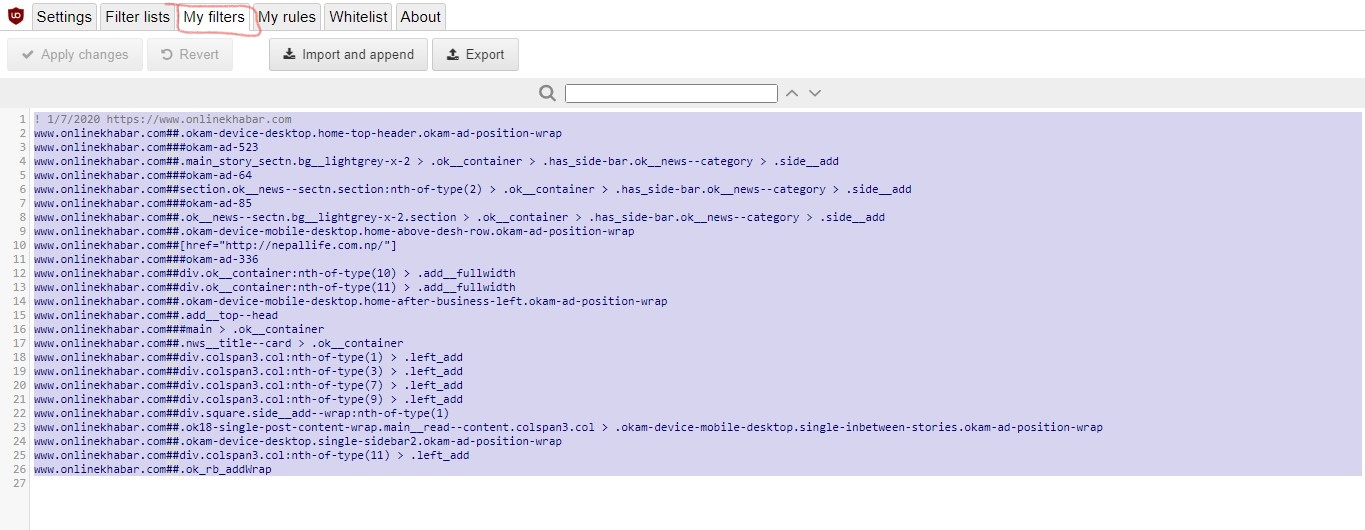 Settings Filter lists My filters My rules Whitelist About
Apply changes Revert Import and append Export
1 ! 1/7/2020 https://www.onlinekhabar.com
2 www.onlinekhabar.com##.okam-device-desktop.home-top-header.okam-ad-position-wrap
3 www.onlinekhabar.com###okam-ad-523
4 www.onlinekhabar.com##.main_story_sectn.bg__lightgrey-x-2 > .ok__container > .has_side-bar.ok__news--category > .side__add
5 www.onlinekhabar.com###okam-ad-64
6 www.onlinekhabar.com##section.ok__news--sectn.section:nth-of-type(2) > .ok__container > .has_side-bar.ok__news--category > .side__add
7 www.onlinekhabar.com###okam-ad-85
8 www.onlinekhabar.com##.ok__news--sectn.bg__lightgrey-x-2.section > .ok__container > .has_side-bar.ok__news--category > .side__add
9 www.onlinekhabar.com##.okam-device-mobile-desktop.home-above-desh-row.okam-ad-position-wrap
10 www.onlinekhabar.com##[href="http://nepallife.com.np/"]
11 www.onlinekhabar.com###okam-ad-336
12 www.onlinekhabar.com##div.ok__container:nth-of-type(10) > .add__fullwidth
13 www.onlinekhabar.com##div.ok__container:nth-of-type(11) > .add__fullwidth
14 www.onlinekhabar.com##.okam-device-mobile-desktop.home-after-business-left.okam-ad-position-wrap
15 www.onlinekhabar.com##.add__top--head
16 www.onlinekhabar.com###main > .ok__container
17 www.onlinekhabar.com##.nws__title--card > .ok__container
18 www.onlinekhabar.com##div.colspan3.col:nth-of-type(1) > .left_add
19 www.onlinekhabar.com##div.colspan3.col:nth-of-type(3) > .left_add
20 www.onlinekhabar.com##div.colspan3.col:nth-of-type(7) > .left_add
21 www.onlinekhabar.com##div.colspan3.col:nth-of-type(9) > .left_add
22 www.onlinekhabar.com##div.square.side__add--wrap:nth-of-type(1)
23 www.onlinekhabar.com##.ok18-single-post-content-wrap.main__read--content.colspan3.col > .okam-device-mobile-desktop.single-inbetween-stories.okam-ad-position-wrap
24 www.onlinekhabar.com##.okam-device-desktop.single-sidebar2.okam-ad-position-wrap
25 www.onlinekhabar.com##div.colspan3.col:nth-of-type(11) > .left_add
26 www.onlinekhabar.com##.ok_rb_addWrap
27